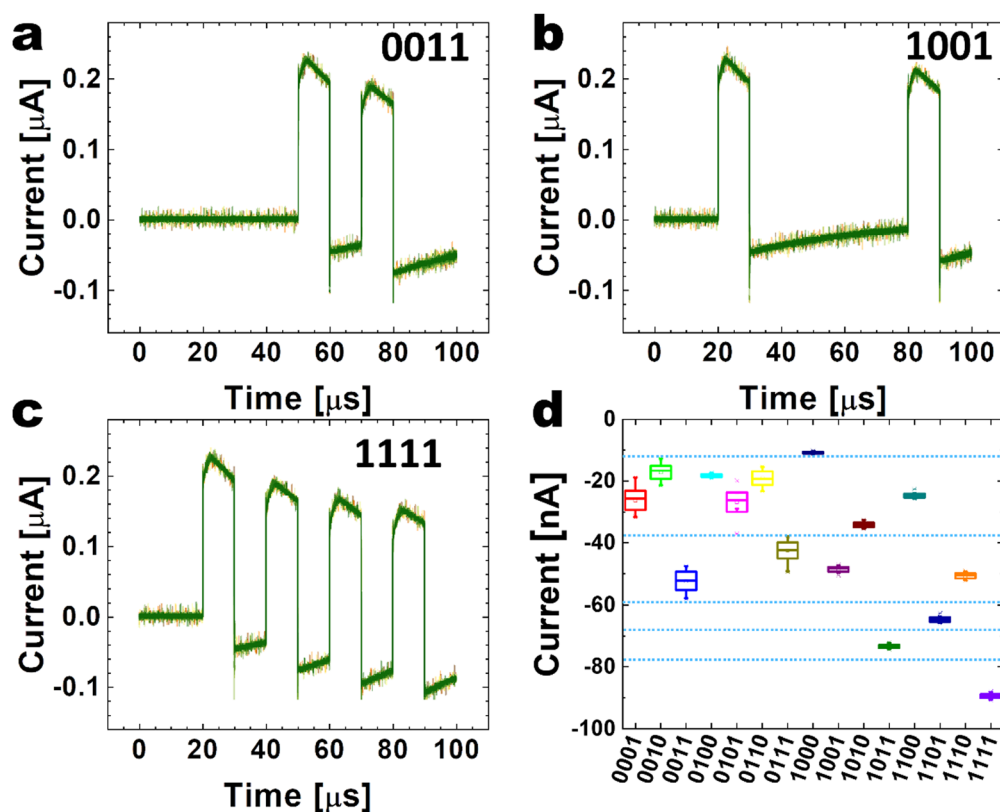 a
0011
Current [μA]
0.2
0.1
0.0
-0.1
0 20 40 60 80 100
Time [μs]
b
1001
Current [μA]
0.2
0.1
0.0
-0.1
0 20 40 60 80 100
Time [μs]
c
1111
Current [μA]
0.2
0.1
0.0
-0.1
0 20 40 60 80 100
Time [μs]
d
Current [nA]
0
-20
-40
-60
-80
-100
0001 0010 0011 0100 0101 0110 0111 1000 1001 1010 1011 1100 1101 1110 1111